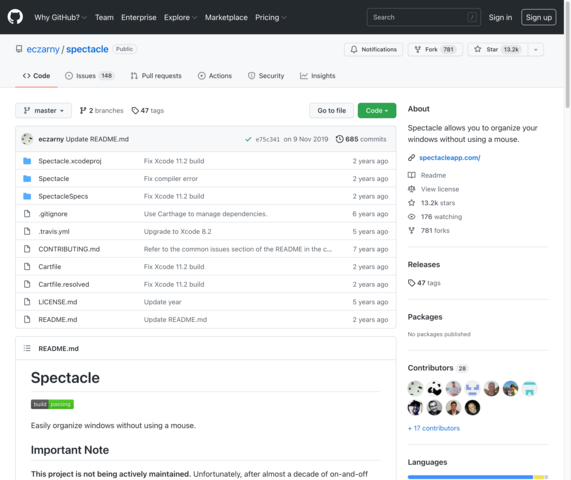 Why GitHub? Team Enterprise Explore Marketplace Pricing Search / Sign in Sign up
eczarny / spectacle Public Notifications Fork 781 Star 13.2k
Code Issues 148 Pull requests Actions Security Insights
master 2 branches 47 tags Go to file Code
eczarny Update README.md e75c341 on 9 Nov 2019 685 commits
Spectacle.xcodeproj Fix Xcode 11.2 build 2 years ago
Spectacle Fix compiler error 2 years ago
SpectacleSpecs Fix Xcode 11.2 build 2 years ago
.gitignore Use Carthage to manage dependencies. 6 years ago
.travis.yml Upgrade to Xcode 8.2 5 years ago
CONTRIBUTING.md Refer to the common issues section of the README in the c... 7 years ago
Cartfile Fix Xcode 11.2 build 2 years ago
Cartfile.resolved Fix Xcode 11.2 build 2 years ago
LICENSE.md Update year 5 years ago
README.md Update README.md 2 years ago
README.md
Spectacle
build passing
Easily organize windows without using a mouse.
Important Note
This project is not being actively maintained. Unfortunately, after almost a decade of on-and-off
About
Spectacle allows you to organize your
windows without using a mouse.
spectacleapp.com/
Readme
View license
13.2k stars
176 watching
781 forks
Releases
47 tags
Packages
No packages published
Contributors 28
+ 17 contributors
Languages